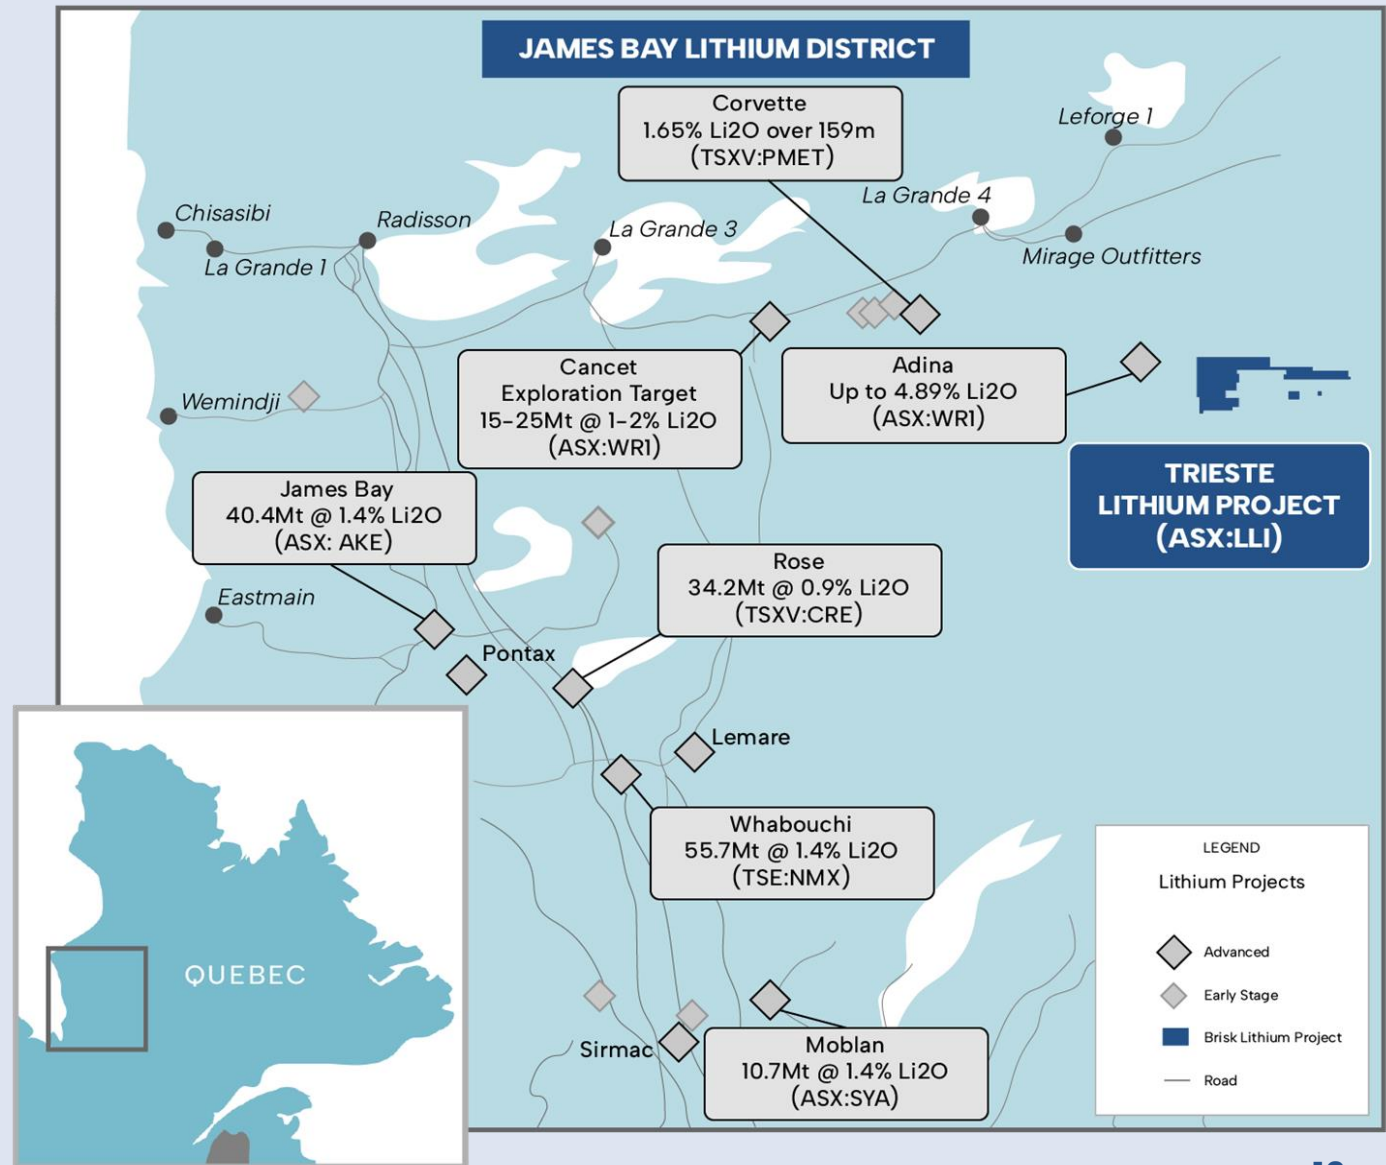 JAMES BAY LITHIUM DISTRICT
Corvette
1.65% Li2O over 159m
(TSXV:PMET)
Leforge 1
La Grande 4
Mirage Outfitters
Chisasibi
La Grande 1
Radisson
La Grande 3
Cancet
Exploration Target
15-25Mt @ 1-2% Li2O
(ASX:WR1)
Adina
Up to 4.89% Li2O
(ASX:WR1)
Wemindji
TRIESTE
LITHIUM PROJECT
(ASX:LLI)
James Bay
40.4Mt @ 1.4% Li2O
(ASX: AKE)
Rose
34.2Mt @ 0.9% Li2O
(TSXV:CRE)
Eastmain
Pontax
Lemare
Whabouchi
55.7Mt @ 1.4% Li2O
(TSE:NMX)
QUEBEC
Sirmac
Moblan
10.7Mt @ 1.4% Li2O
(ASX:SYA)
LEGEND
Lithium Projects
Advanced
Early Stage
Brisk Lithium Project
Road